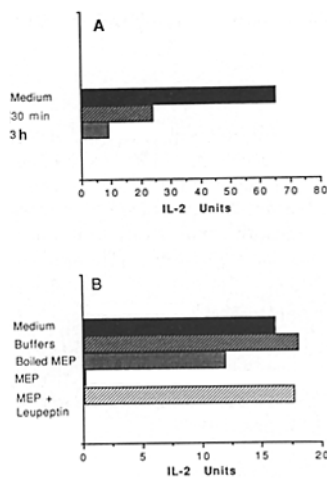 A
Medium
30 min
3h
0 10 20 30 40 50 60 70 80
IL-2 Units
B
Medium
Buffers
Boiled MEP
MEP
MEP +
Leupeptin
0 5 10 15 20
IL-2 Units